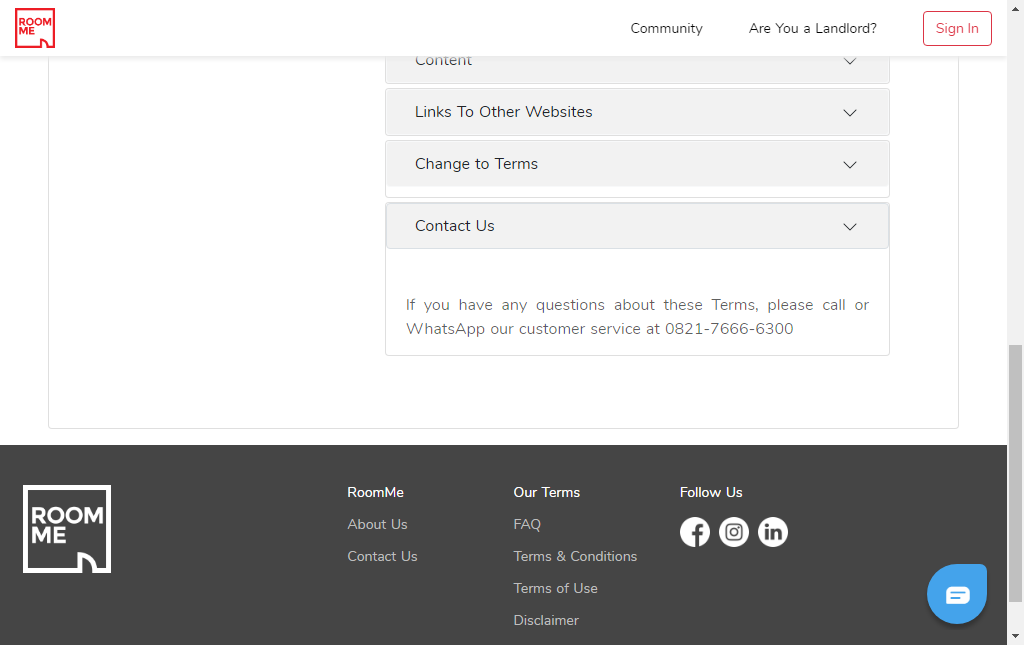 ROOM
ME
Community
Are You a Landlord?
Sign In
Content
Links To Other Websites
Change to Terms
Contact Us
If you have any questions about these Terms, please call or
WhatsApp our customer service at 0821-7666-6300
ROOM
ME
RoomMe
About Us
Contact Us
Our Terms
FAQ
Terms & Conditions
Terms of Use
Disclaimer
Follow Us